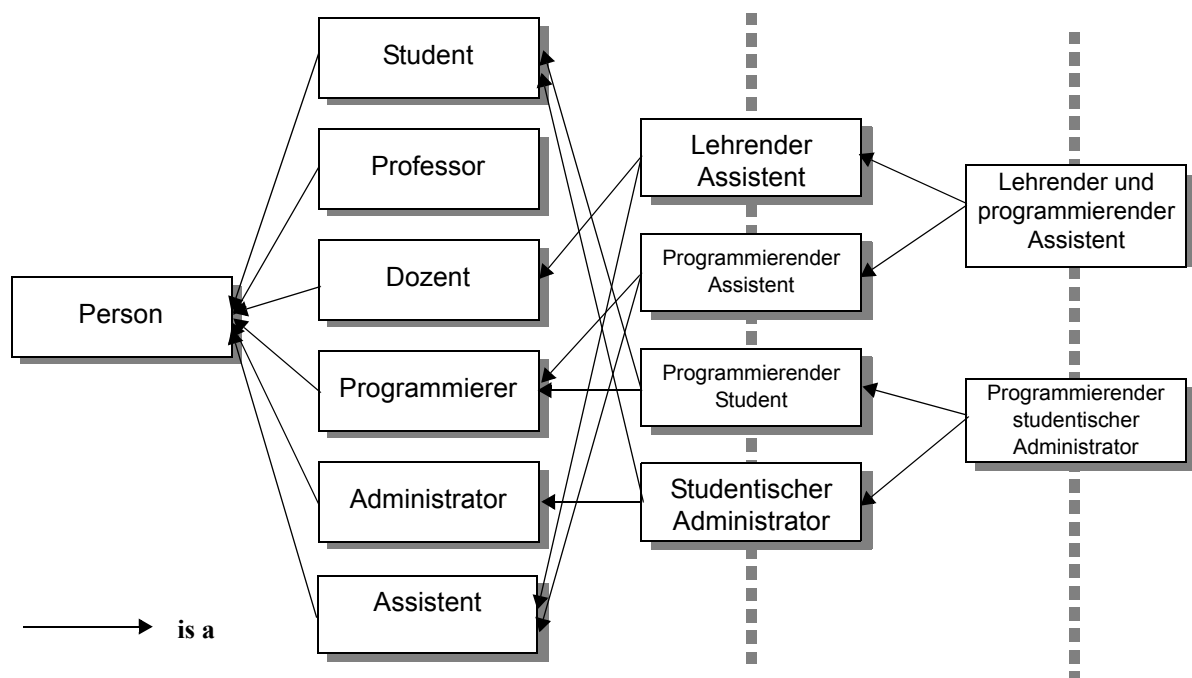 Person
Student
Professor
Dozent
Programmierer
Administrator
Assistent
Lehrender
Assistent
Programmierender
Assistent
Programmierender
Student
Studentischer
Administrator
Lehrender und
programmierender
Assistent
Programmierender
studentischer
Administrator
is a